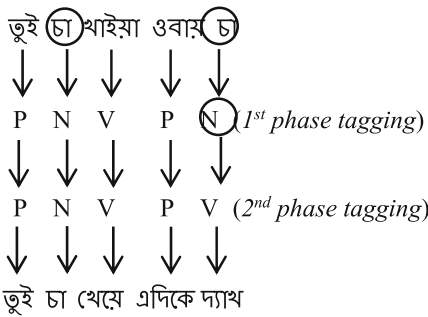 তুই চা খাইয়া ওবায় চা
P N V P N (1st phase tagging)
P N V P V (2nd phase tagging)
তুই চা খেয়ে এদিকে দ্যাখ